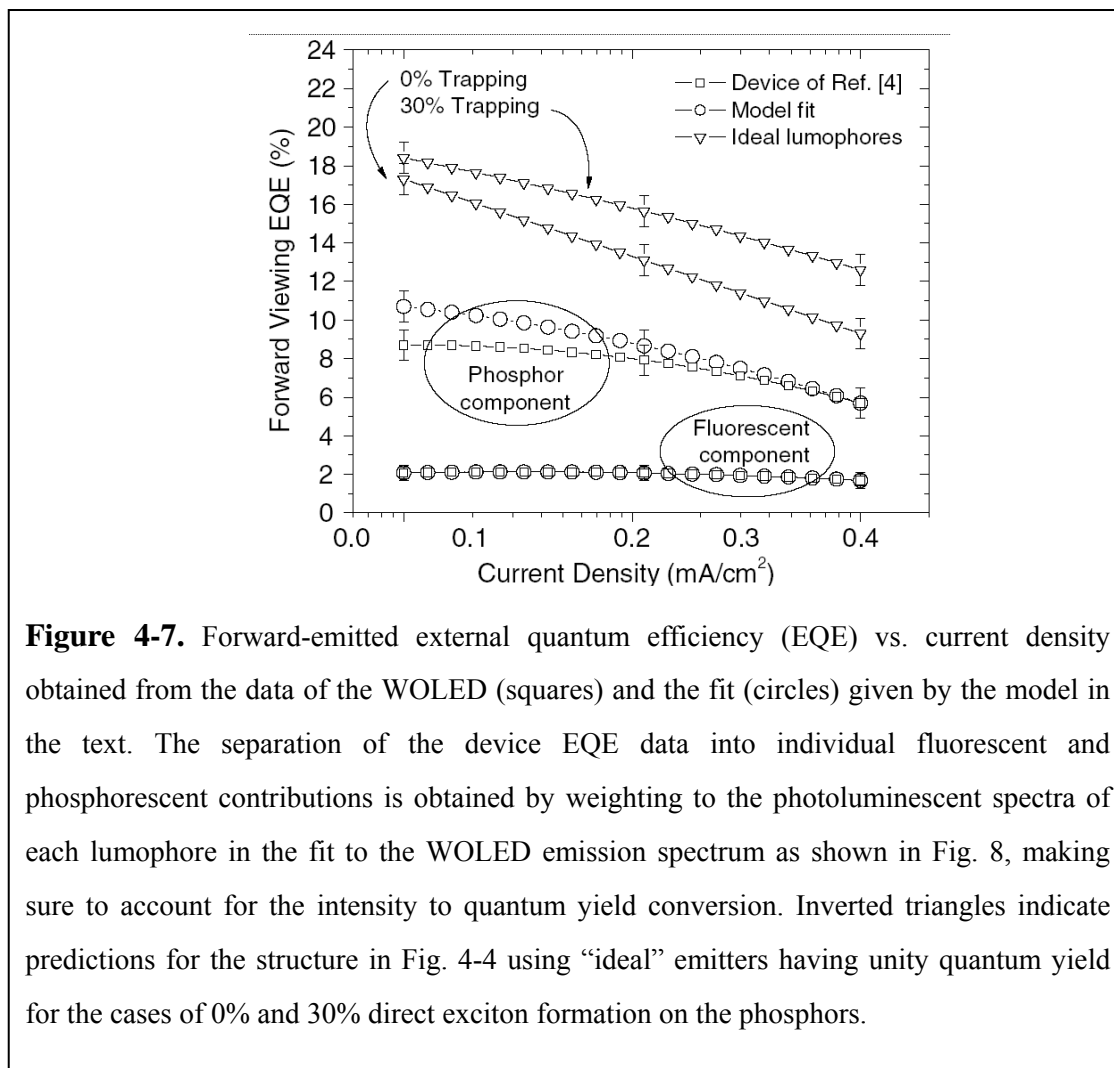 24
22
20
18
16
14
12
10
8
6
4
2
0
Forward Viewing EQE (%)
0% Trapping
30% Trapping
Device of Ref. [4]
Model fit
Ideal lumophores
Phosphor
component
Fluorescent
component
0.0 0.1 0.2 0.3 0.4
Current Density (mA/cm²)
Figure 4-7. Forward-emitted external quantum efficiency (EQE) vs. current density
obtained from the data of the WOLED (squares) and the fit (circles) given by the model in
the text. The separation of the device EQE data into individual fluorescent and
phosphorescent contributions is obtained by weighting to the photoluminescent spectra of
each lumophore in the fit to the WOLED emission spectrum as shown in Fig. 8, making
sure to account for the intensity to quantum yield conversion. Inverted triangles indicate
predictions for the structure in Fig. 4-4 using “ideal” emitters having unity quantum yield
for the cases of 0% and 30% direct exciton formation on the phosphors.